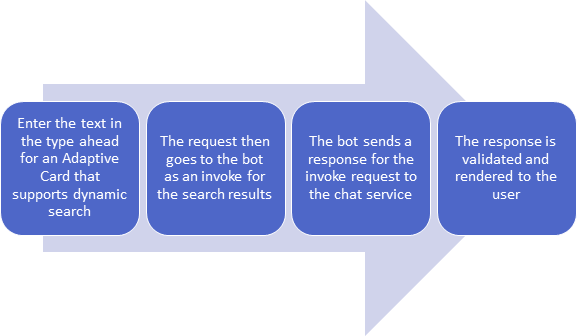 Enter the text in
the type ahead
for an Adaptive
Card that
supports dynamic
search
The request then
goes to the bot
as an invoke for
the search results
The bot sends a
response for the
invoke request to
the chat service
The response is
validated and
rendered to the
user